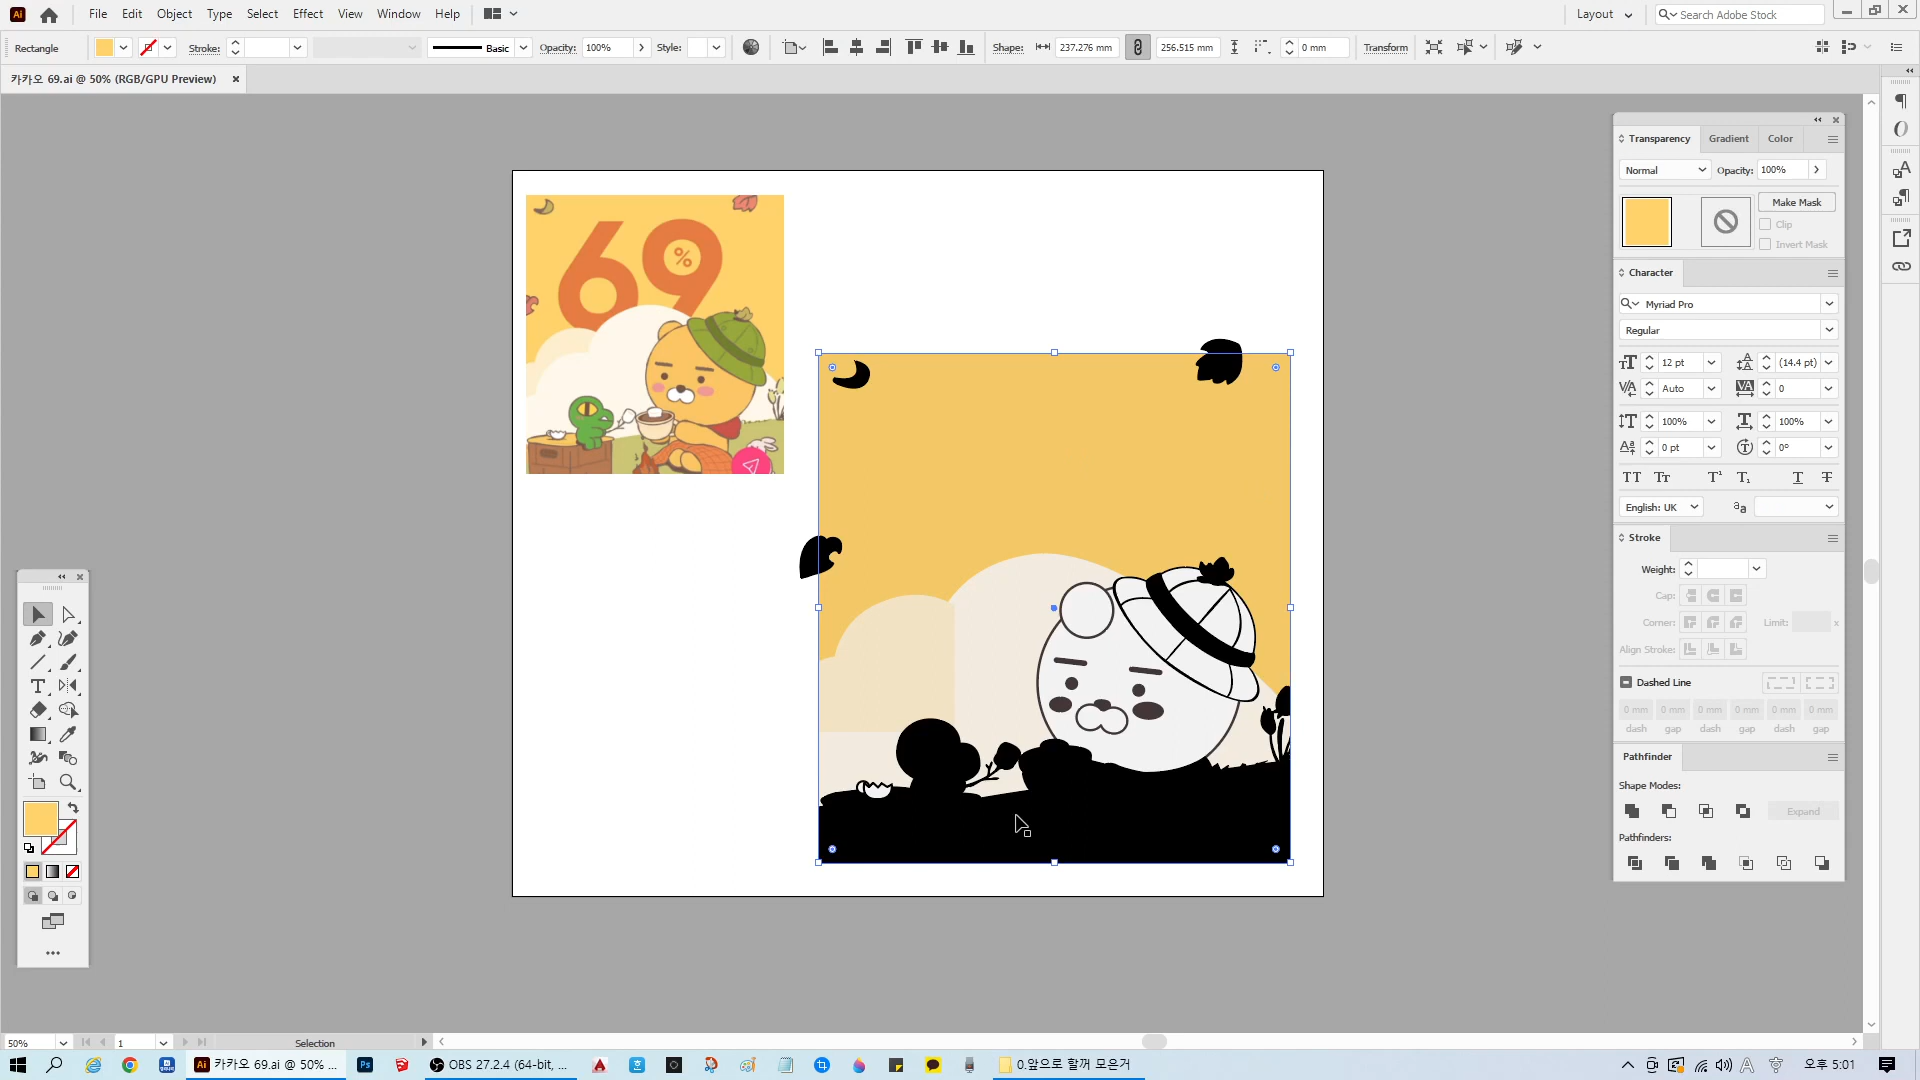 Ai File Edit Object Type Select Effect View Window Help
Layout
Search Adobe Stock
Rectangle Stroke: Basic Opacity: 100% Style: Shape: 237.276 mm 256.515 mm 0 mm Transform
카카오 69.ai @ 50% (RGB/GPU Preview)
69
%
Transparency Gradient Color
Normal Opacity: 100%
Make Mask
Clip
Invert Mask
Character
Myriad Pro
Regular
12 pt (14.4 pt)
Auto 0
100% 100%
0 pt 0°
English: UK
Stroke
Weight:
Cap:
Corner: Limit: x
Align Stroke:
Dashed Line
0 mm 0 mm 0 mm 0 mm 0 mm 0 mm
dash gap dash gap dash gap
Pathfinder
Shape Modes:
Expand
Pathfinders:
50% 1 Selection
카카오 69.ai @ 50% ...
OBS 27.2.4 (64-bit, ...
0.앞으로 할꺼 모은거
오후 5:01